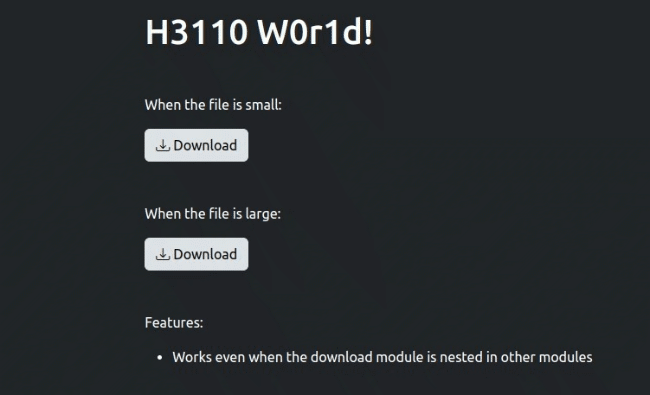 H3110 W0r1d!
When the file is small:
Download
When the file is large:
Download
Features:
• Works even when the download module is nested in other modules